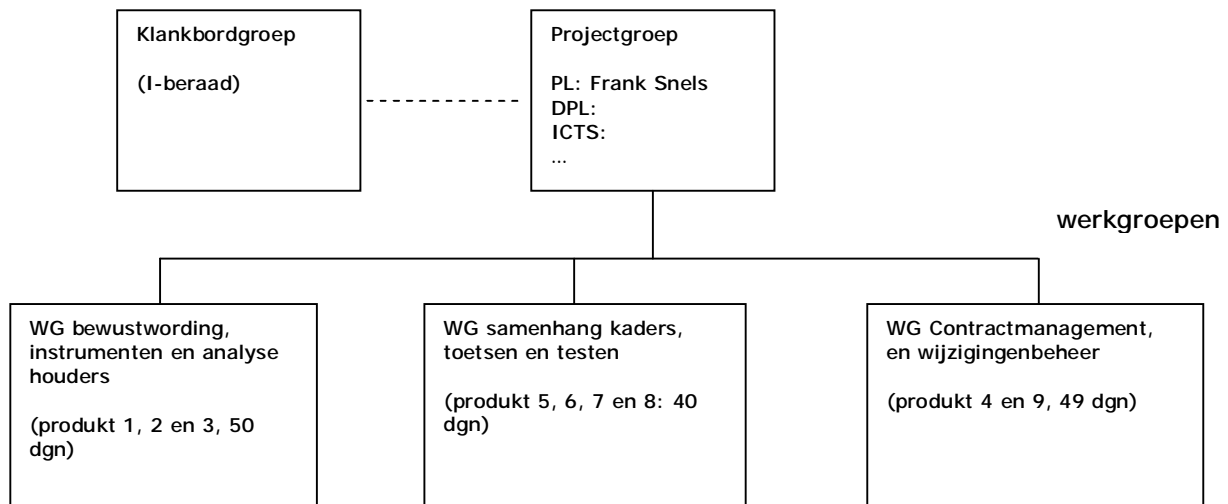 Klankbordgroep
(I-beraad)
Projectgroep
PL: Frank Snels
DPL:
ICTS:
...
werkgroepen
WG bewustwording,
instrumenten en analyse
houders
(produkt 1, 2 en 3, 50
dgn)
WG samenhang kaders,
toetsen en testen
(produkt 5, 6, 7 en 8: 40
dgn)
WG Contractmanagement,
en wijzigingenbeheer
(produkt 4 en 9, 49 dgn)